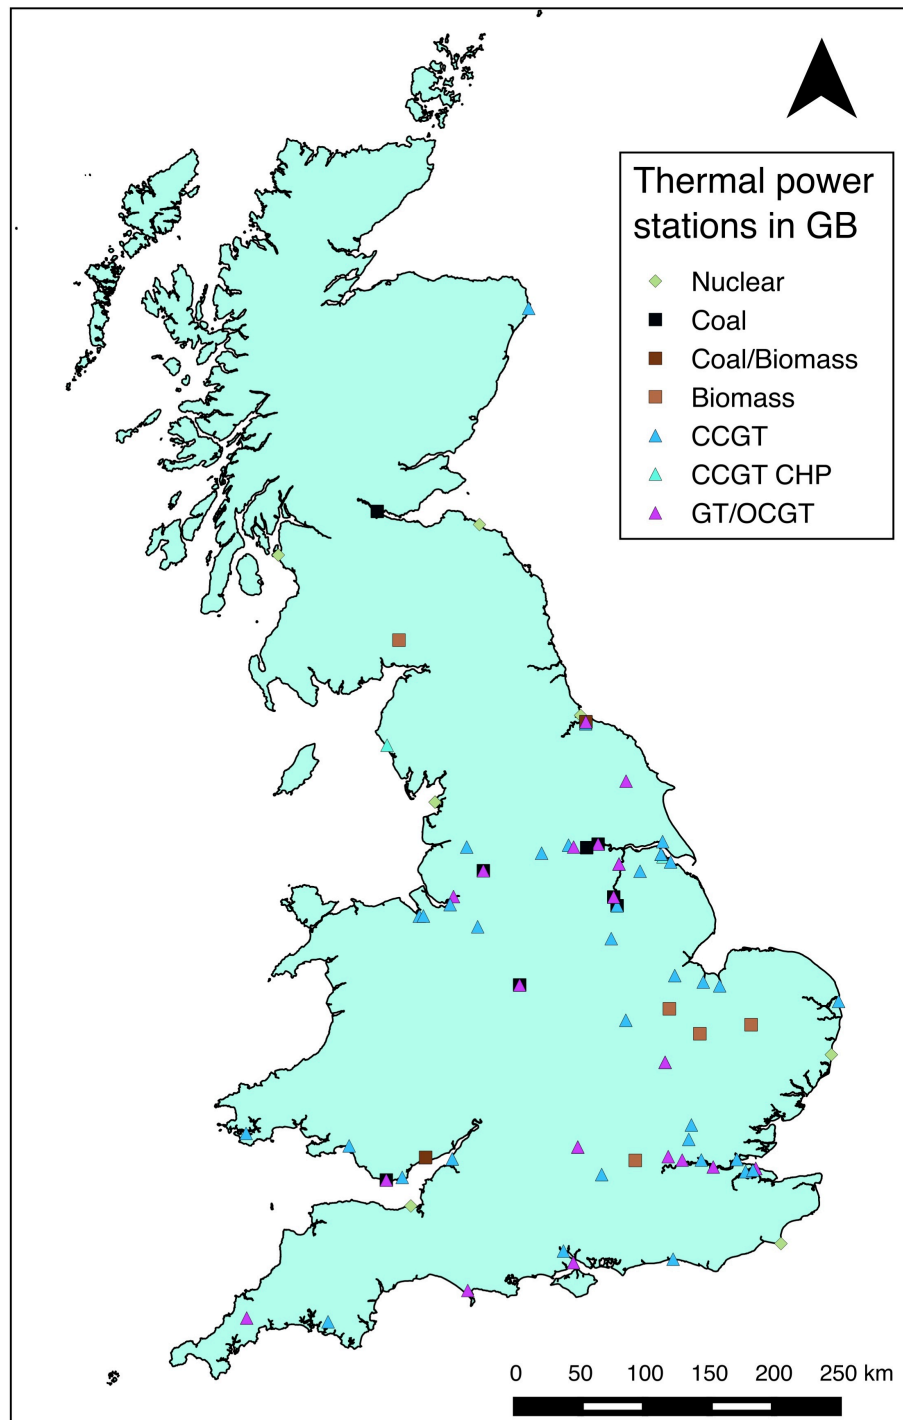 Thermal power
stations in GB
Nuclear
Coal
Coal/Biomass
Biomass
CCGT
CCGT CHP
GT/OCGT
0 50 100 150 200 250 km